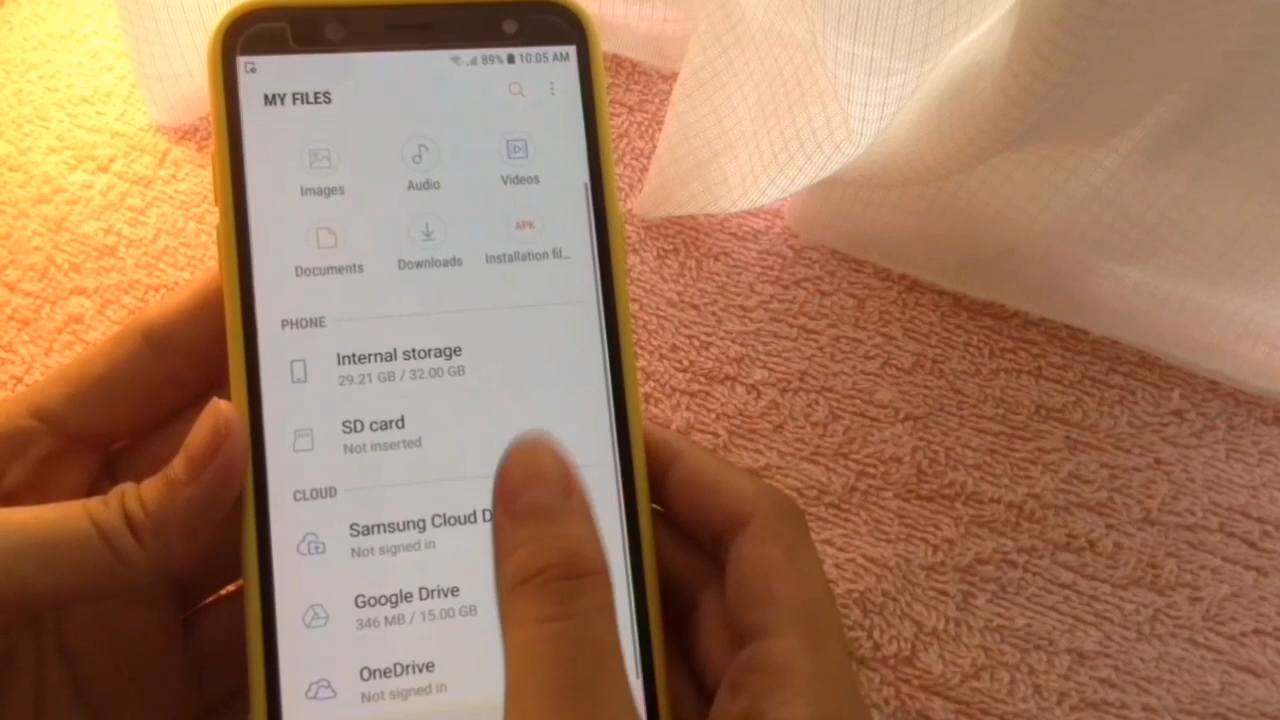 89% 10:05 AM
MY FILES
Images Audio Videos
APK
Documents Downloads Installation fil...
PHONE
Internal storage
29.21 GB / 32.00 GB
SD card
Not inserted
CLOUD
Samsung Cloud D
Not signed in
Google Drive
346 MB / 15.00 GB
OneDrive
Not signed in